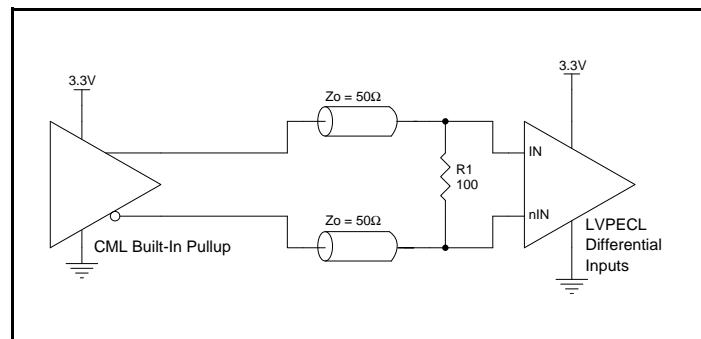 3.3V
3.3V
Zo = 50Ω
IN
R1
100
nIN
Zo = 50Ω
CML Built-In Pullup
LVPECL
Differential
Inputs